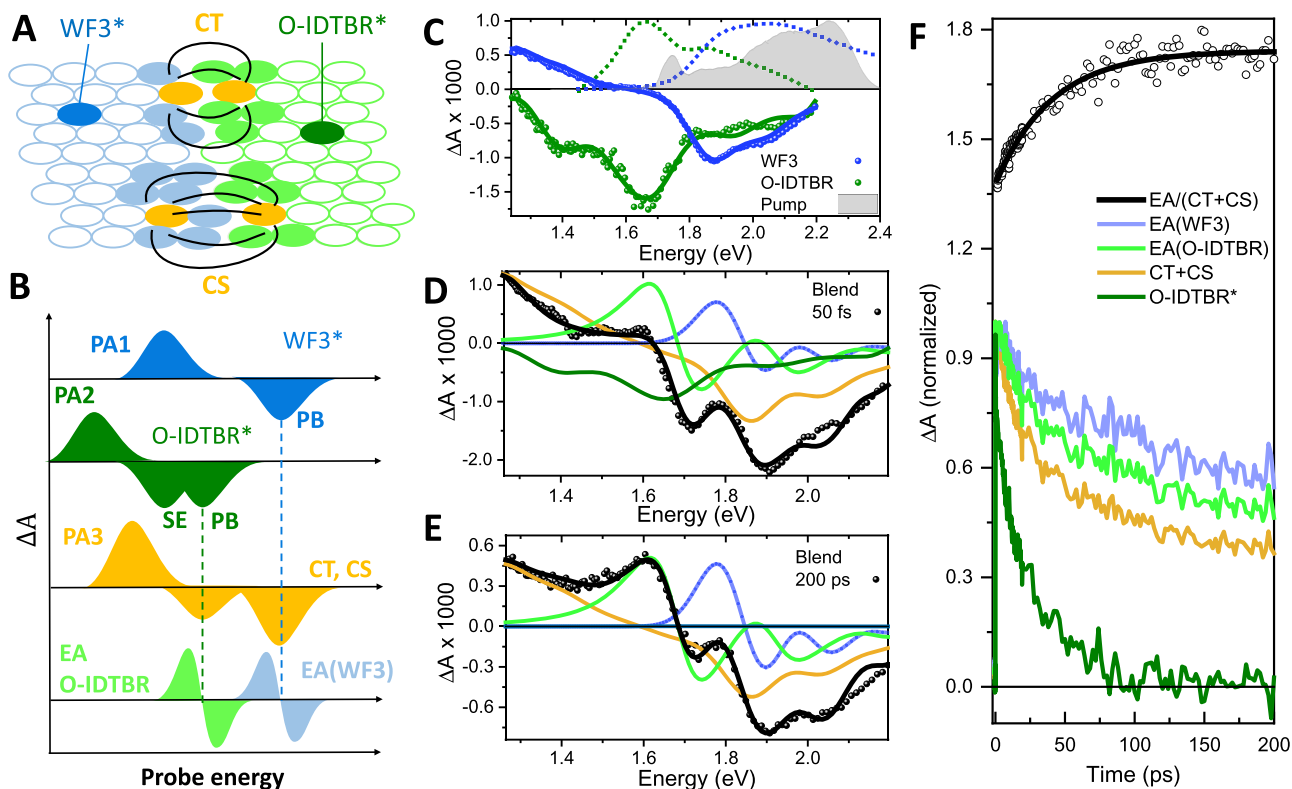 A
WF3*
CT
O-IDTBR*
CS
B
ΔA
PA1
WF3*
PB
PA2
O-IDTBR*
SE
PB
PA3
CT, CS
EA
O-IDTBR
EA(WF3)
Probe energy
C
ΔA x 1000
1.0
0.5
0.0
-0.5
-1.0
-1.5
WF3
O-IDTBR
Pump
1.4
1.6
1.8
2.0
2.2
2.4
Energy (eV)
D
ΔA x 1000
1.0
0.0
-1.0
-2.0
Blend
50 fs
1.4
1.6
1.8
2.0
Energy (eV)
E
ΔA x 1000
0.6
0.3
0.0
-0.3
-0.6
Blend
200 ps
1.4
1.6
1.8
2.0
Energy (eV)
F
ΔA (normalized)
1.8
1.5
1.2
0.9
0.6
0.3
0.0
EA/(CT+CS)
EA(WF3)
EA(O-IDTBR)
CT+CS
O-IDTBR*
0
50
100
150
200
Time (ps)